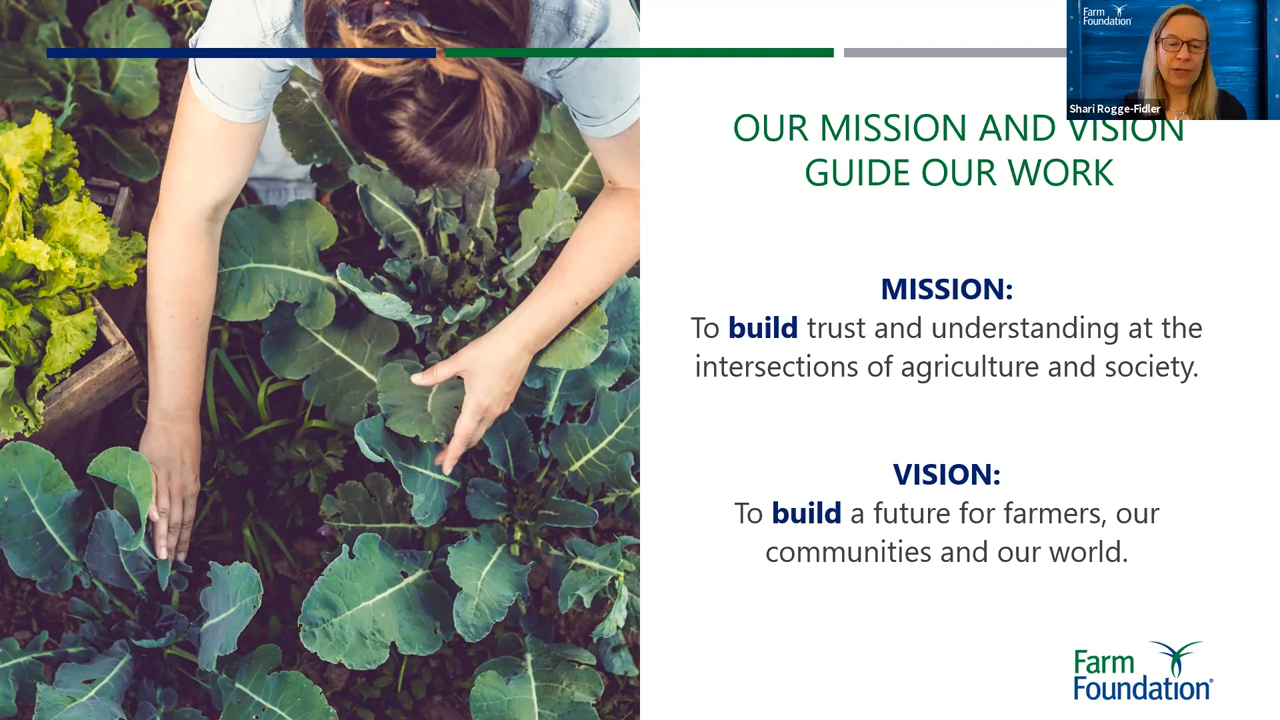 Farm
Foundation
Shari Rogge-Fidler
OUR MISSION AND VISION
GUIDE OUR WORK
MISSION:
To build trust and understanding at the
intersections of agriculture and society.
VISION:
To build a future for farmers, our
communities and our world.
Farm
Foundation®